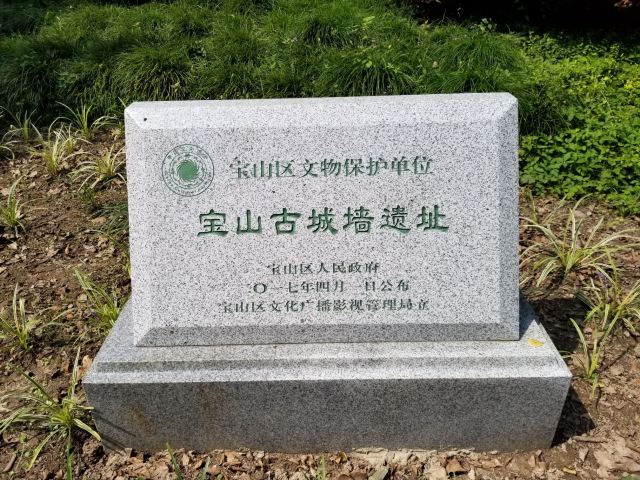 宝山区文物保护单位
宝山古城墙遗址
宝山区人民政府
二〇一七年四月一日公布
宝山区文化广播影视管理局立